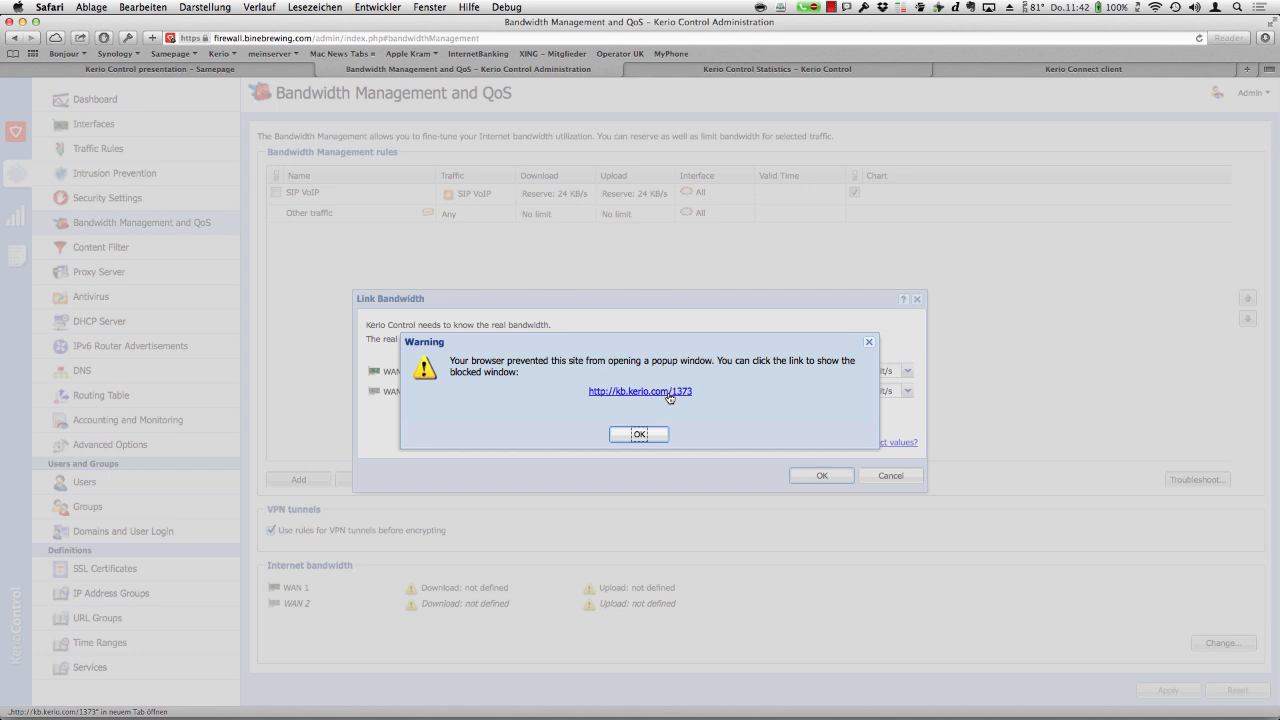 Safari Ablage Bearbeiten Darstellung Verlauf Lesezeichen Entwickler Fenster Hilfe Debug 81° Do.11:42 100%
Bandwidth Management and QoS – Kerio Control Administration
https firewall.binebrewing.com/admin/index.php#bandwidthManagement Reader
Bonjour Synology Samepage Kerio meinserver Mac News Tabs Apple Kram InternetBanking XING – Mitglieder Operator UK MyPhone
Kerio Control presentation – Samepage Bandwidth Management and QoS – Kerio Control Administration Kerio Control Statistics – Kerio Control Kerio Connect client
Dashboard
Interfaces
Traffic Rules
Intrusion Prevention
Security Settings
Bandwidth Management and QoS
Content Filter
Proxy Server
Antivirus
DHCP Server
IPv6 Router Advertisements
DNS
Routing Table
Accounting and Monitoring
Advanced Options
Users and Groups
Users
Groups
Domains and User Login
Definitions
SSL Certificates
IP Address Groups
URL Groups
Time Ranges
Services
KerioControl
Bandwidth Management and QoS
Admin
The Bandwidth Management allows you to fine-tune your Internet bandwidth utilization. You can reserve as well as limit bandwidth for selected traffic.
Bandwidth Management rules
Name Traffic Download Upload Interface Valid Time Chart
SIP VoIP SIP VoIP Reserve: 24 KB/s Reserve: 24 KB/s All
Other traffic Any No limit No limit All
Link Bandwidth
Kerio Control needs to know the real bandwidth.
The real
WAN
WAN
it/s
it/s
ct values?
OK Cancel
Warning
Your browser prevented this site from opening a popup window. You can click the link to show the
blocked window:
http://kb.kerio.com/1373
OK
Add
Troubleshoot...
VPN tunnels
Use rules for VPN tunnels before encrypting
Internet bandwidth
WAN 1 Download: not defined Upload: not defined
WAN 2 Download: not defined Upload: not defined
Change...
Apply Reset
„http://kb.kerio.com/1373“ in neuem Tab öffnen